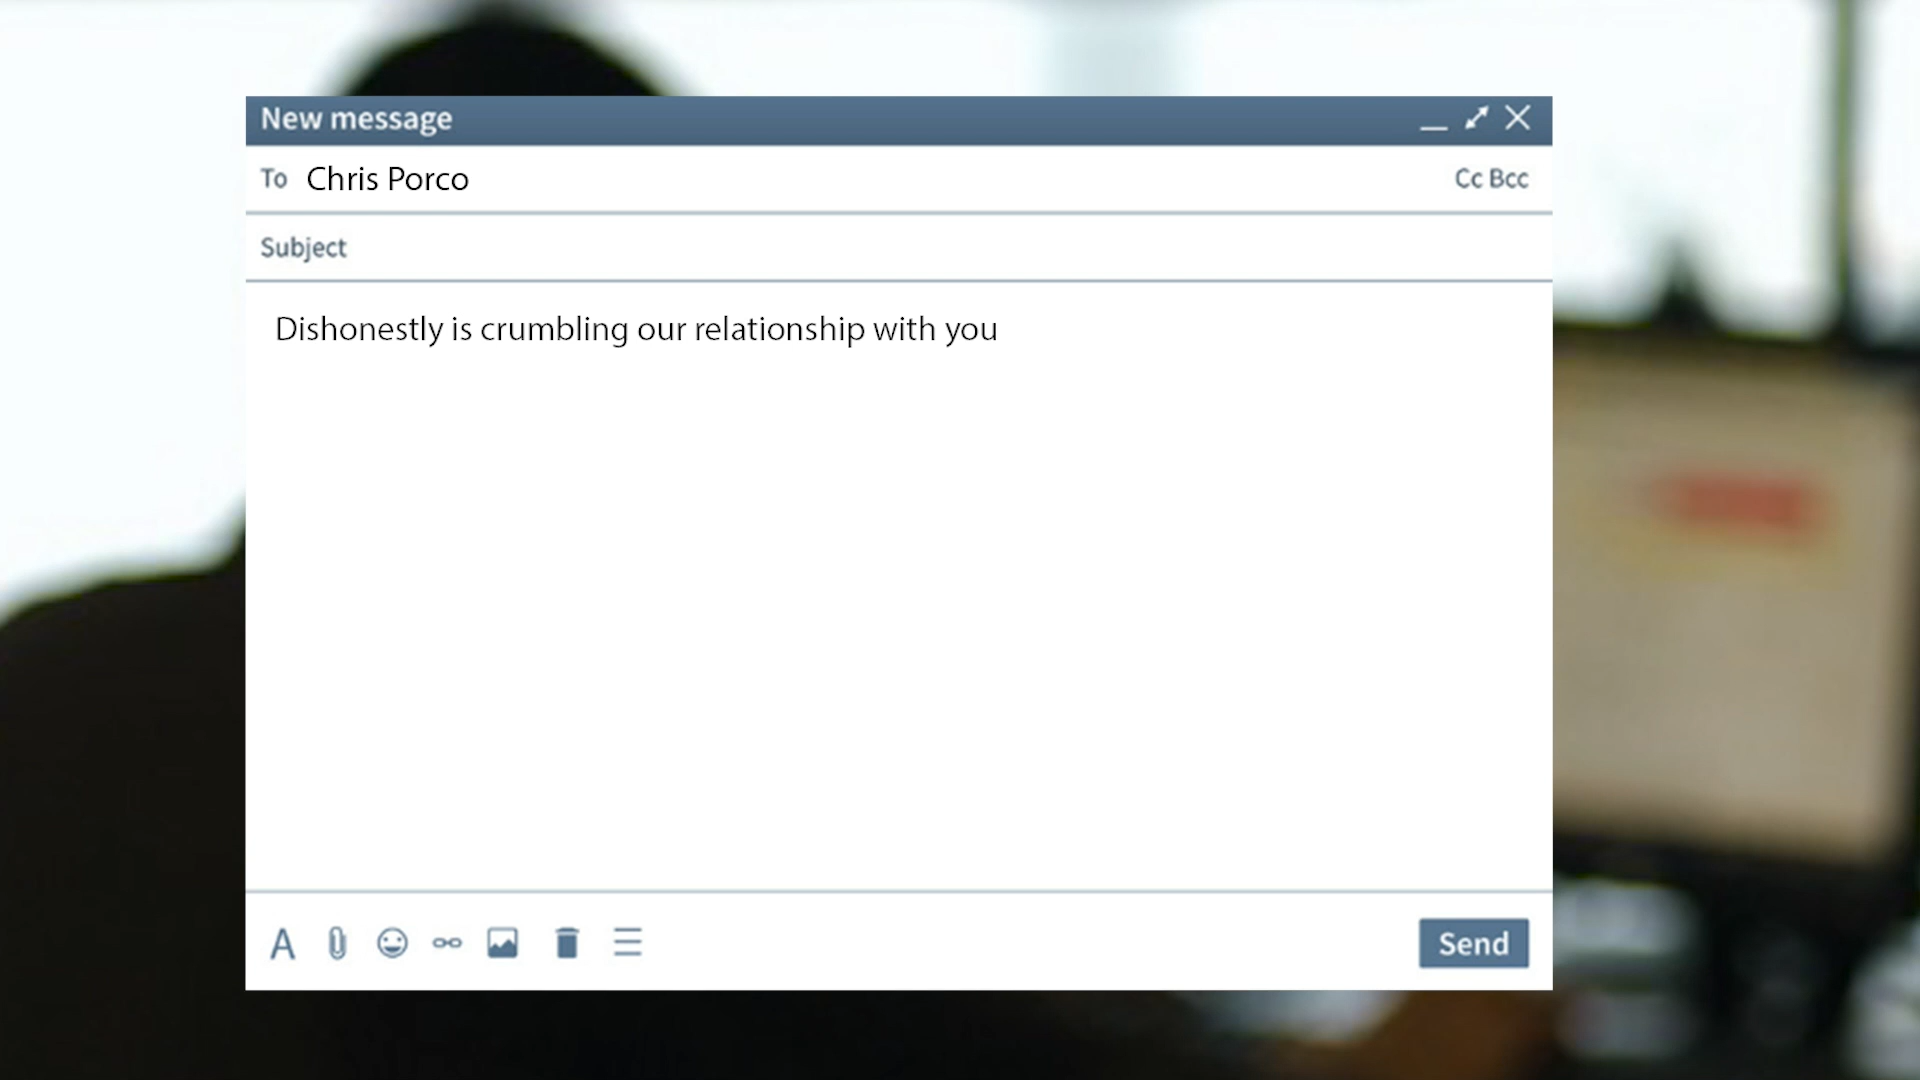 New message
To Chris Porco Cc Bcc
Subject
Dishonestly is crumbling our relationship with you
A
Send